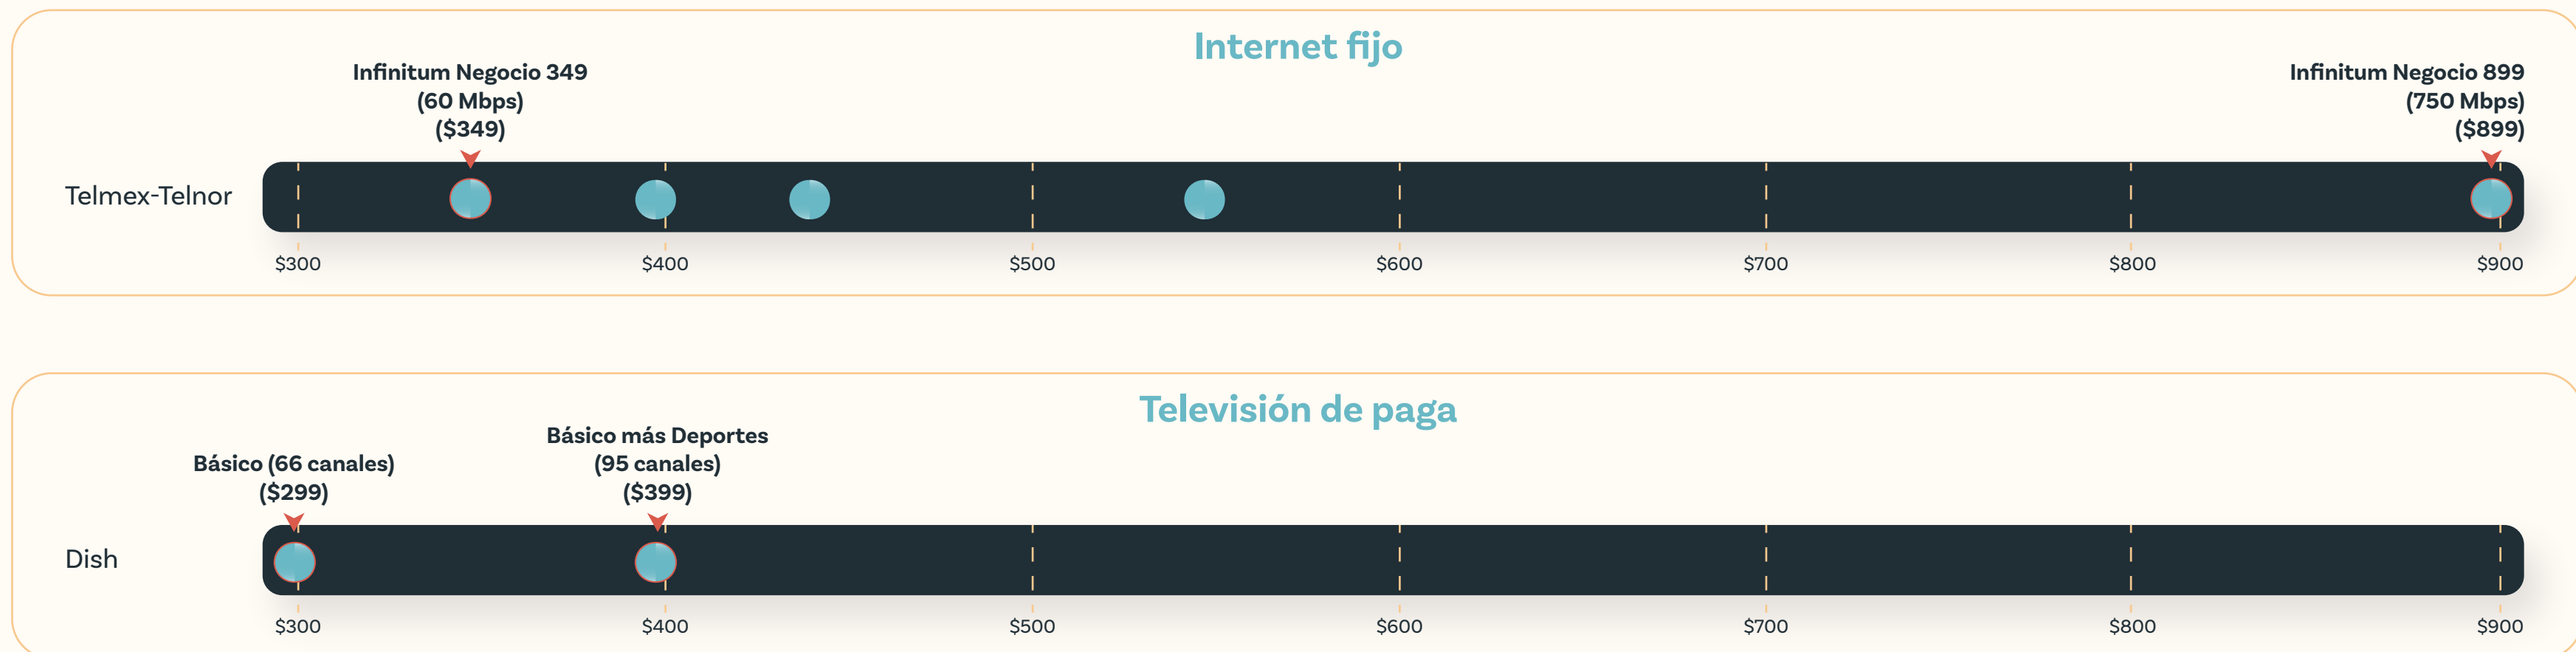 Internet fijo
Infinitum Negocio 349
(60 Mbps)
($349)
Infinitum Negocio 899
(750 Mbps)
($899)
Telmex-Telnor
$300
$400
$500
$600
$700
$800
$900
Televisión de paga
Básico (66 canales)
($299)
Básico más Deportes
(95 canales)
($399)
Dish
$300
$400
$500
$600
$700
$800
$900